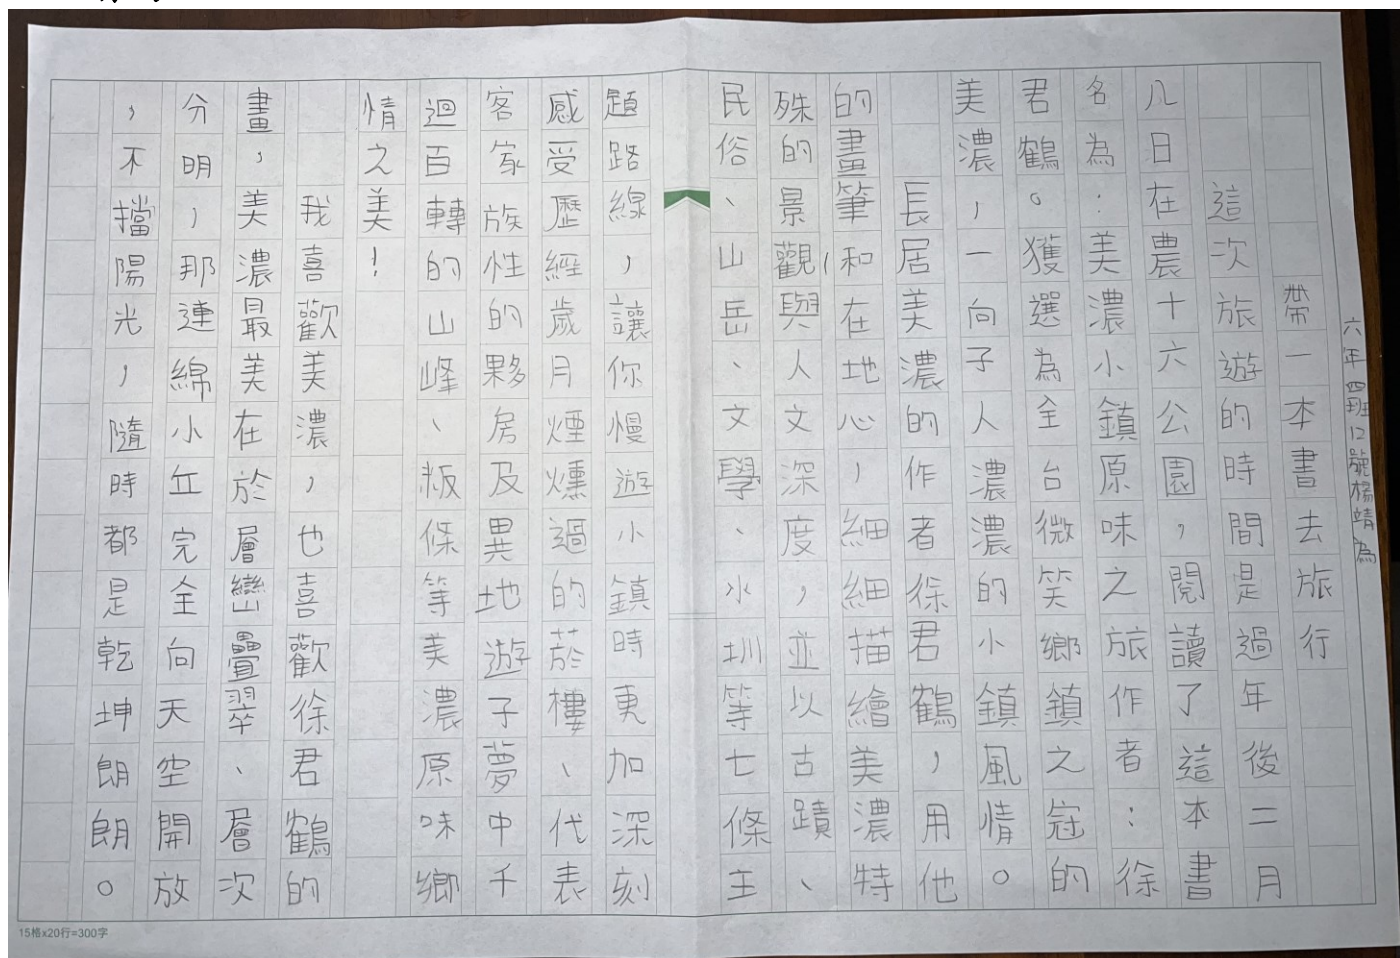 六年四班12號楊靖為
帶一本書去旅行
這次旅遊的時間是過年後二月
八日在農十六公園，閱讀了這本書
名為：美濃小鎮原味之旅作者：徐
君鶴。獲選為全台微笑鄉鎮之冠的
美濃，一向予人濃濃的小鎮風情。
長居美濃的作者徐君鶴，用他
的畫筆和在地心，細細描繪美濃特
殊的景觀，與人文深度，並以古蹟、
民俗、山岳、文學、水圳等七條主
題路線，讓你慢遊小鎮時更加深刻
感受歷經歲月煙燻過的菸樓、代表
客家族性的夥房及異地遊子夢中千
迴百轉的山峰、粄條等美濃原味鄉
情之美！
我喜歡美濃，也喜歡徐君鶴的
畫，美濃最美在於層巒疊翠、層次
分明，那連綿小丘完全向天空開放
，不擋陽光，隨時都是乾坤朗朗。
15格x20行=300字